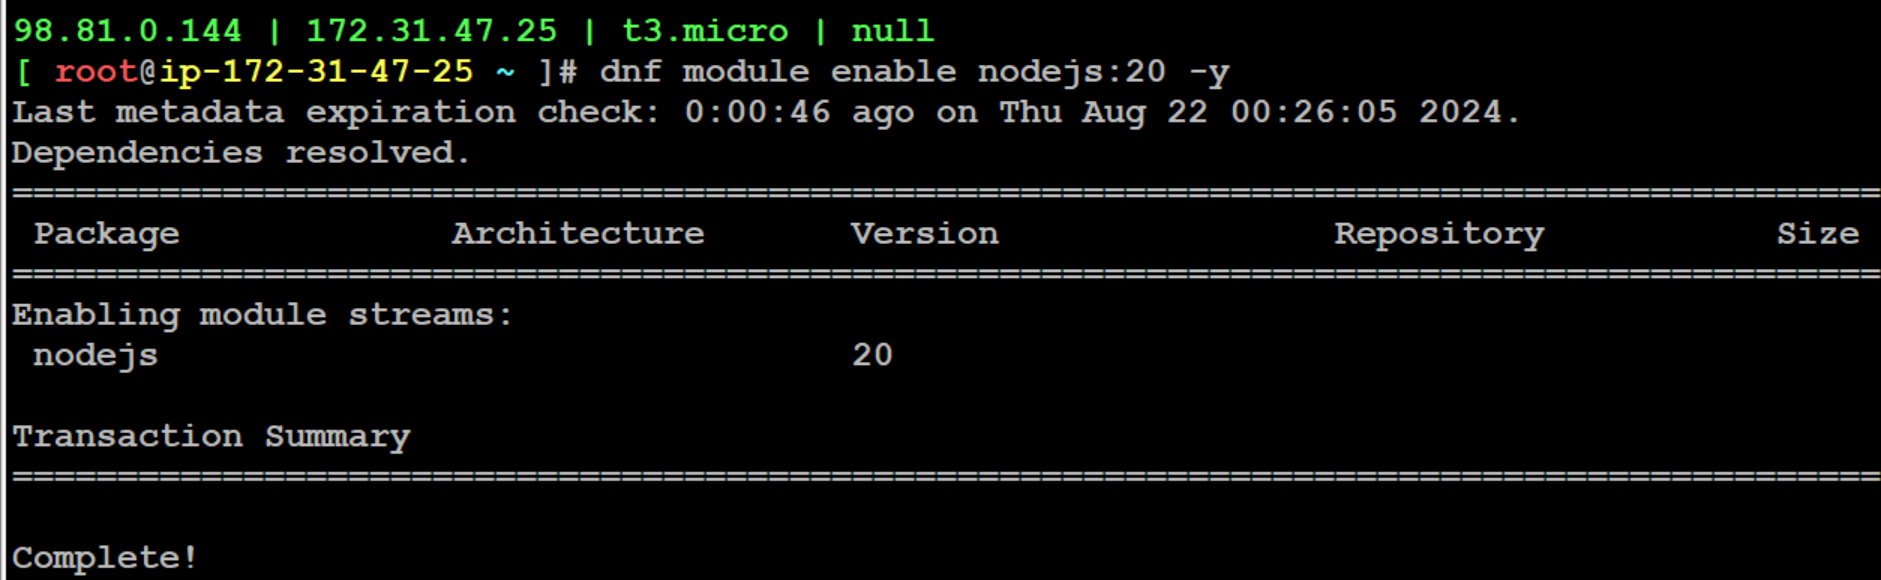 98.81.0.144 | 172.31.47.25 | t3.micro | null
[ root@ip-172-31-47-25 ~ ]# dnf module enable nodejs:20 -y
Last metadata expiration check: 0:00:46 ago on Thu Aug 22 00:26:05 2024.
Dependencies resolved.
==========================================================================================
Package Architecture Version Repository Size
==========================================================================================
Enabling module streams:
nodejs 20
Transaction Summary
==========================================================================================
Complete!